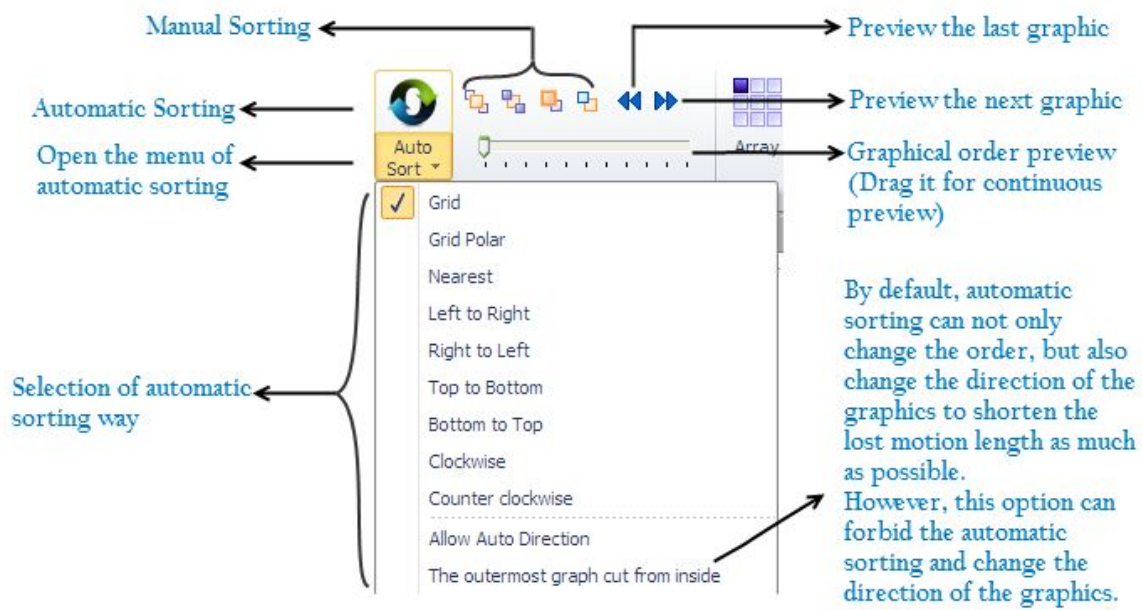 Manual Sorting
Preview the last graphic
Automatic Sorting
Preview the next graphic
Open the menu of
automatic sorting
Auto
Sort
Array
Graphical order preview
(Drag it for continuous
preview)
Grid
Grid Polar
Nearest
Left to Right
Right to Left
Top to Bottom
Bottom to Top
Clockwise
Counter clockwise
Allow Auto Direction
The outermost graph cut from inside
Selection of automatic
sorting way
By default, automatic
sorting can not only
change the order, but also
change the direction of the
graphics to shorten the
lost motion length as much
as possible.
However, this option can
forbid the automatic
sorting and change the
direction of the graphics.